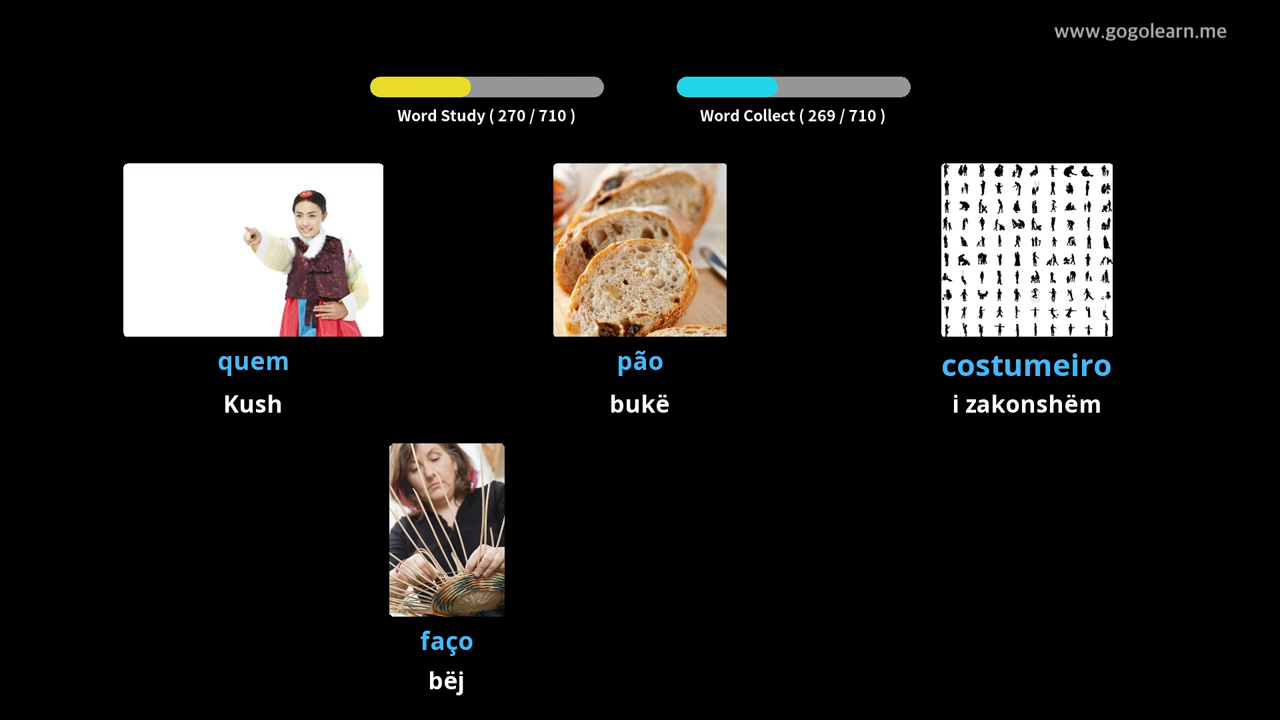 www.gogolearn.me
Word Study ( 270 / 710 )
Word Collect ( 269 / 710 )
quem
pão
costumeiro
Kush
bukë
i zakonshëm
faço
bëj